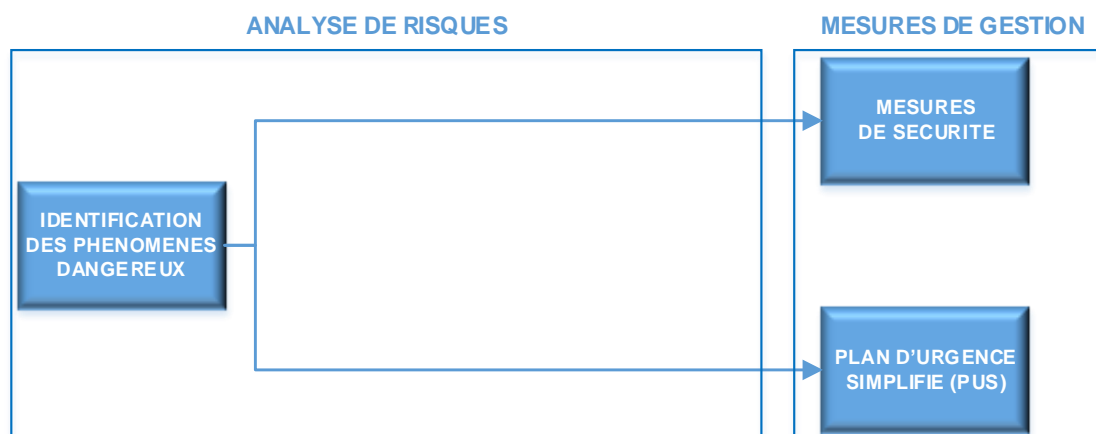 ANALYSE DE RISQUES
MESURES DE GESTION
MESURES
DE SECURITE
IDENTIFICATION
DES PHENOMENES
DANGEREUX
PLAN D’URGENCE
SIMPLIFIE (PUS)